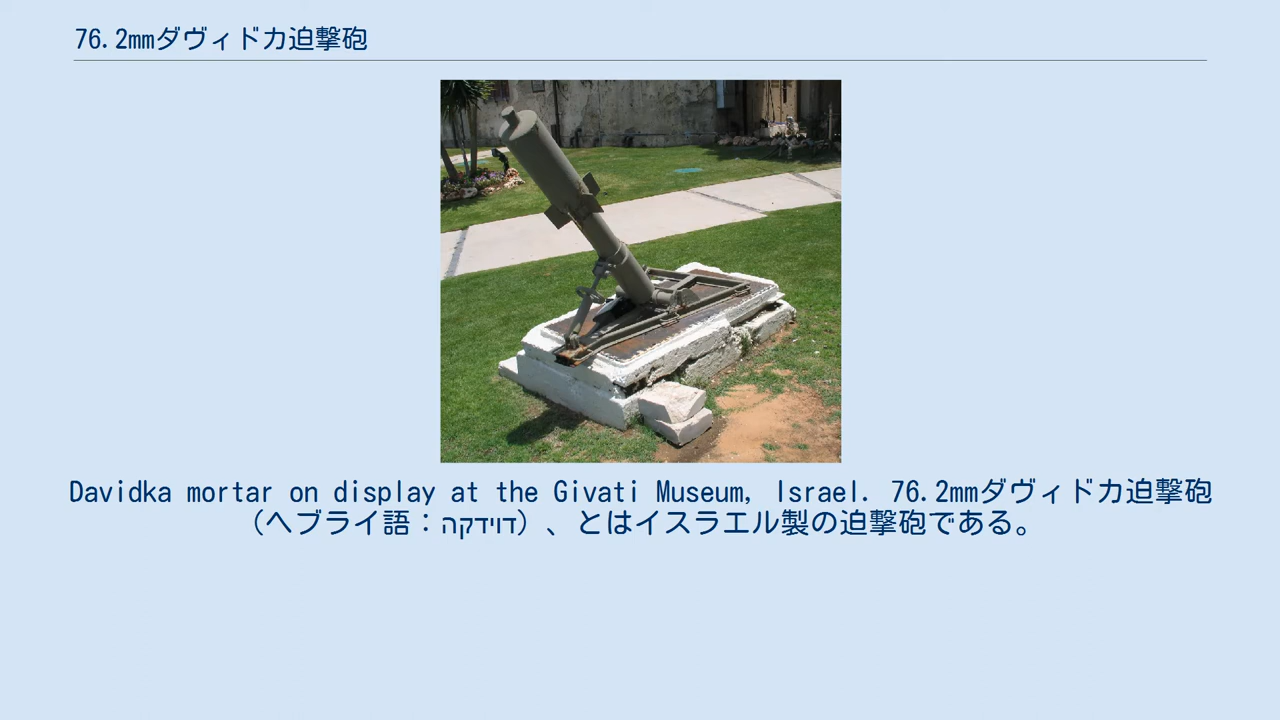 76.2mmダヴィドカ迫撃砲
Davidka mortar on display at the Givati Museum, Israel. 76.2mmダヴィドカ迫撃砲
（ヘブライ語：דוידקה）、とはイスラエル製の迫撃砲である。